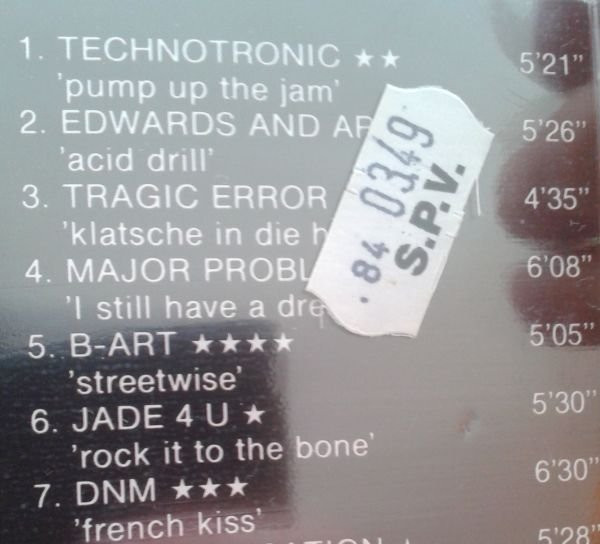 1. TECHNOTRONIC ★★ 5'21"
'pump up the jam'
2. EDWARDS AND 5'26"
'acid drill'
3. TRAGIC ERROR 4'35"
'klatsche in die
4. MAJOR 6'08"
'I still have a
5. B-ART ★★★★ 5'05"
'streetwise'
6. JADE 4 U ★ 5'30"
'rock it to the bone'
7. DNM ★★★ 6'30"
'french kiss'
5'28"
·84 0349
S.P.V.